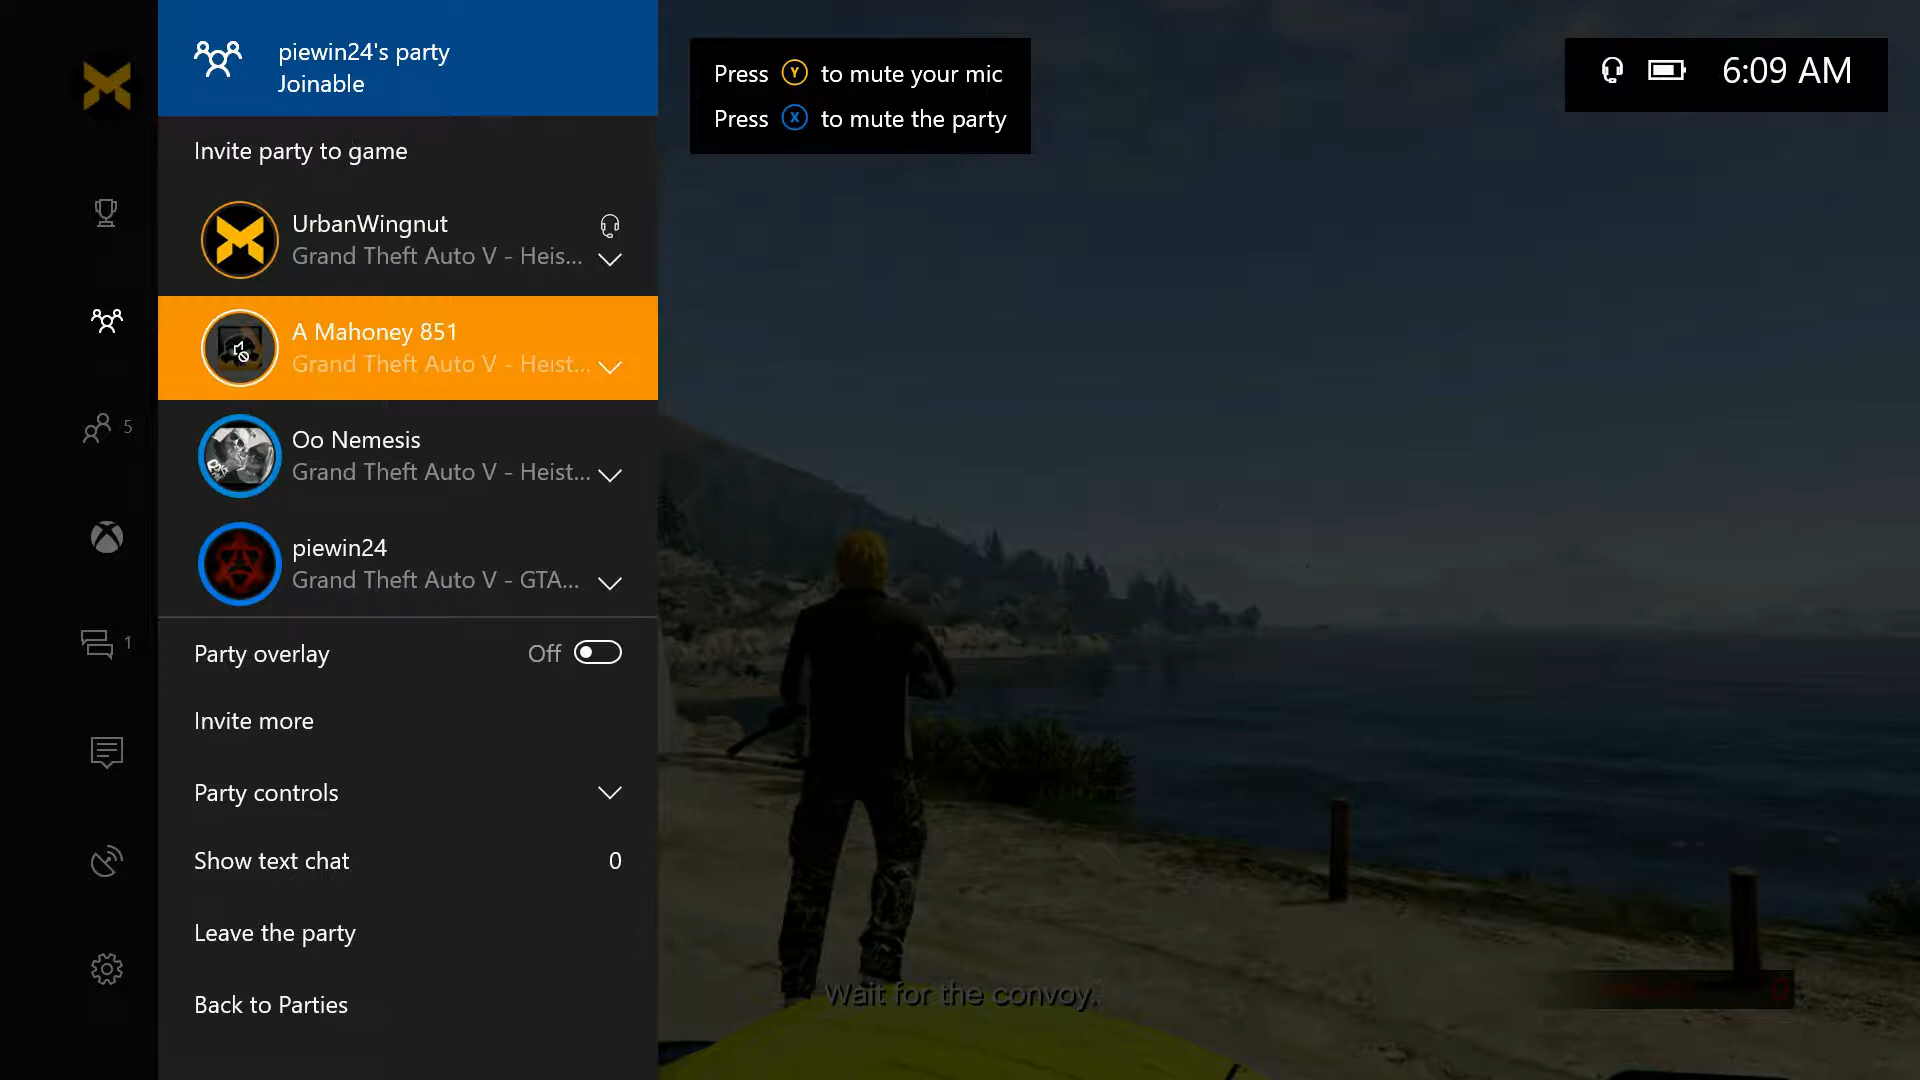 piewin24's party
Joinable
Press Y to mute your mic
Press X to mute the party
6:09 AM
Invite party to game
UrbanWingnut
Grand Theft Auto V - Heis...
A Mahoney 851
Grand Theft Auto V - Heist...
5
Oo Nemesis
Grand Theft Auto V - Heist...
piewin24
Grand Theft Auto V - GTA...
1
Party overlay Off
Invite more
Party controls
Show text chat 0
Leave the party
Back to Parties
Wait for the convoy.